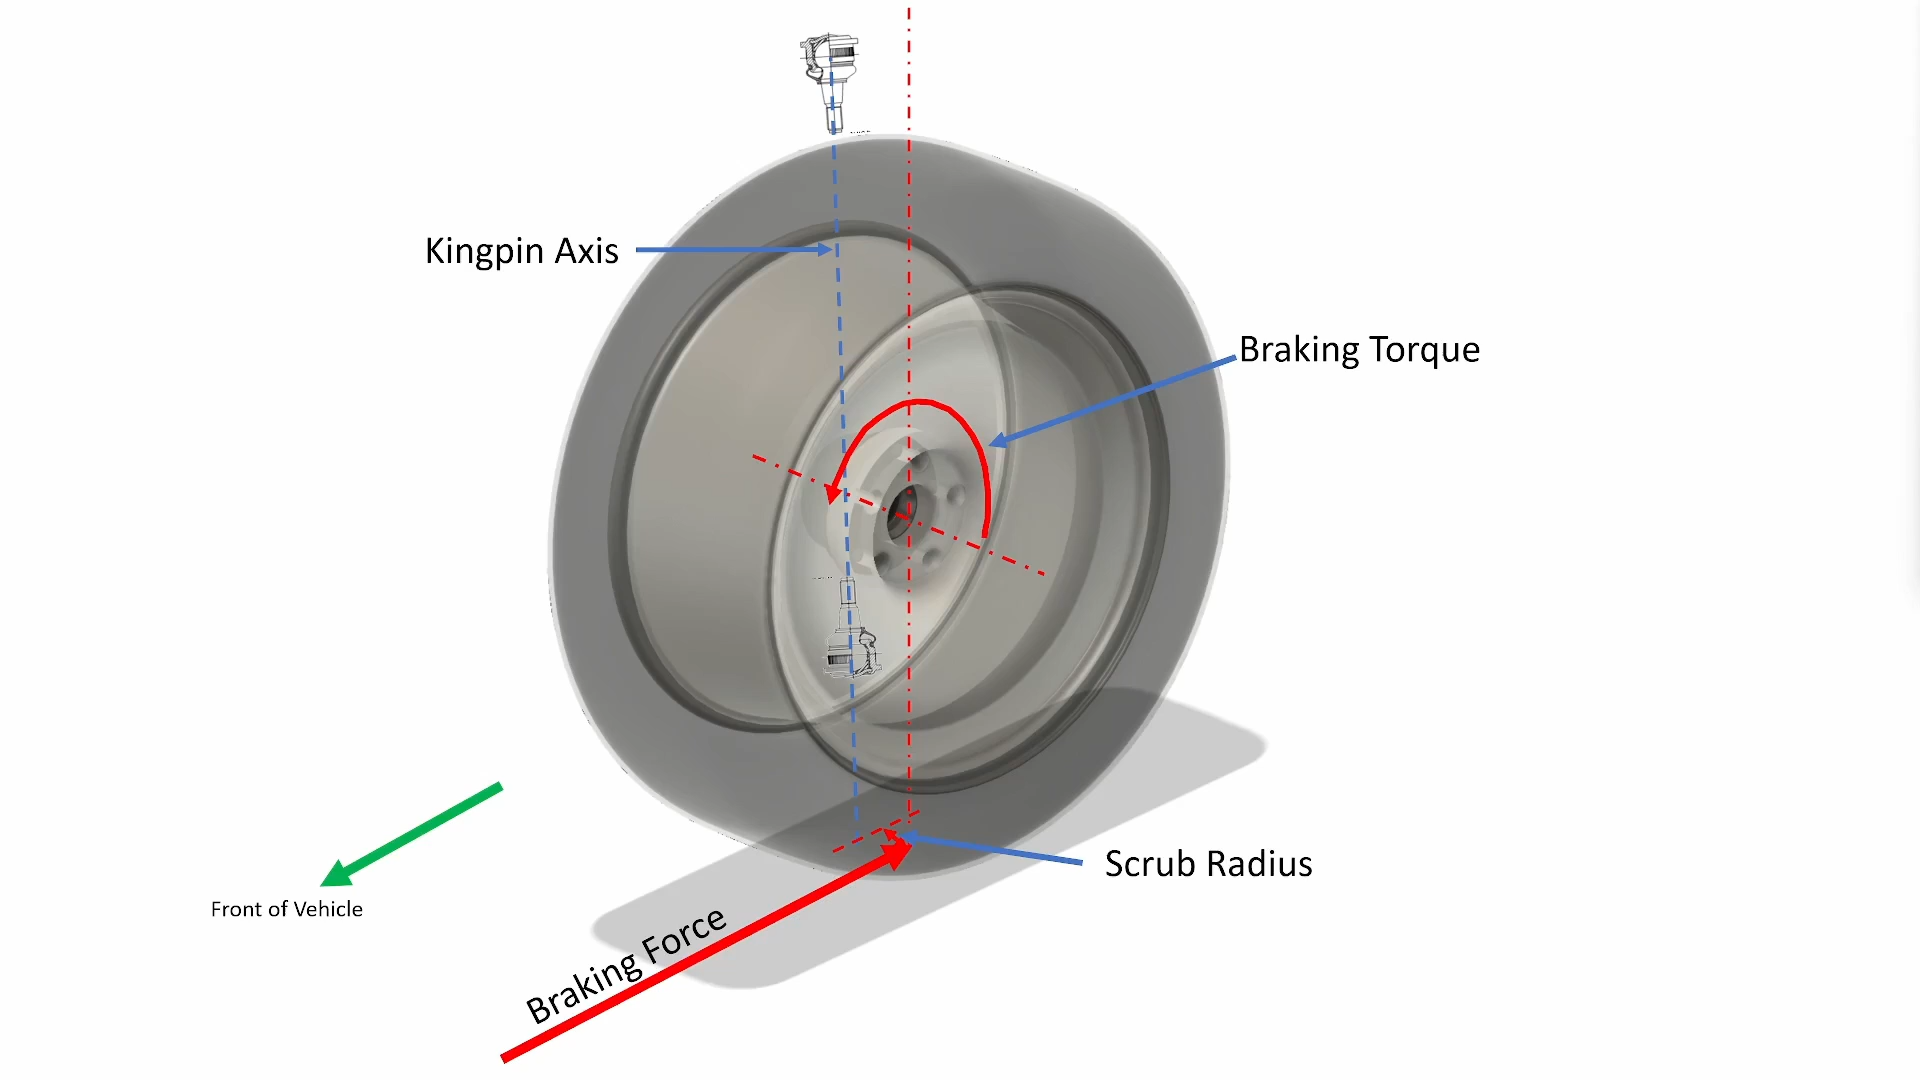 Kingpin Axis
Braking Torque
Scrub Radius
Front of Vehicle
Braking Force